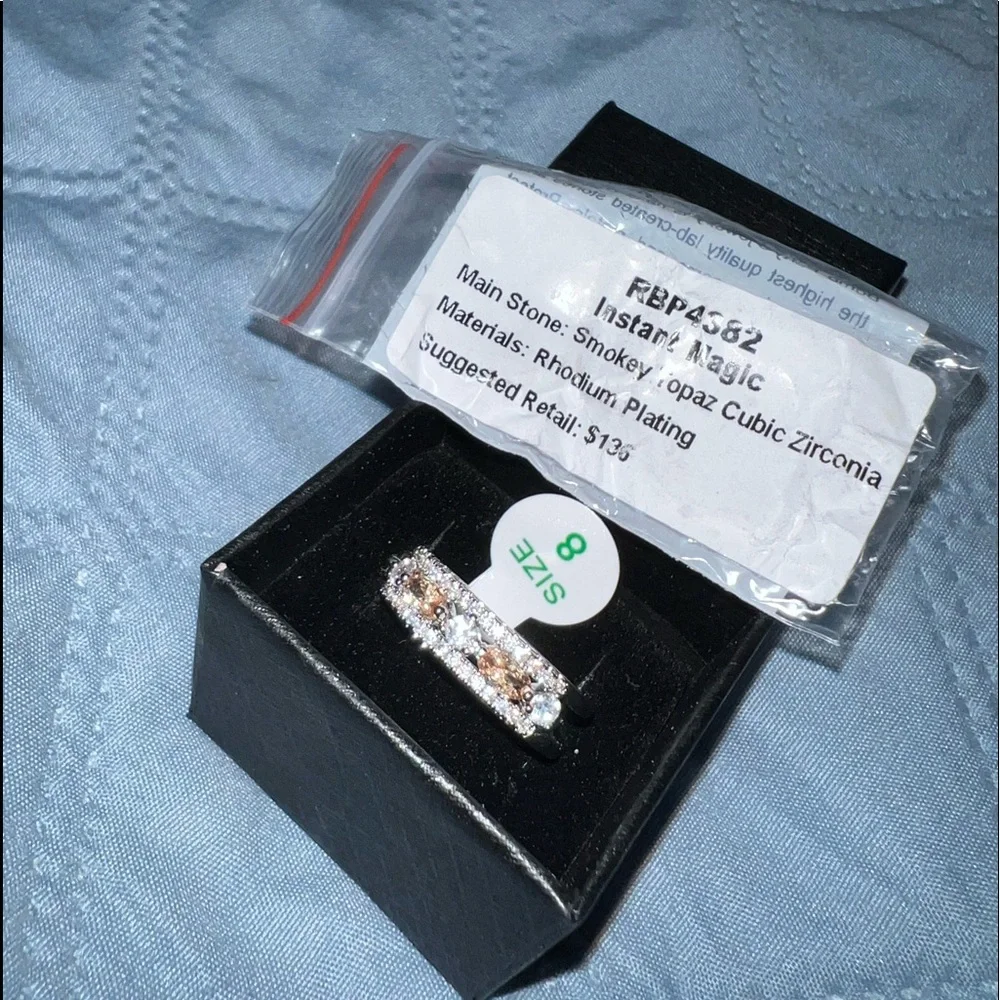 RBP4382
Instant Magic
Main Stone: Smokey Topaz Cubic Zirconia
Materials: Rhodium Plating
Suggested Retail: $136
lab-created stone
the highest quality
SIZE
8